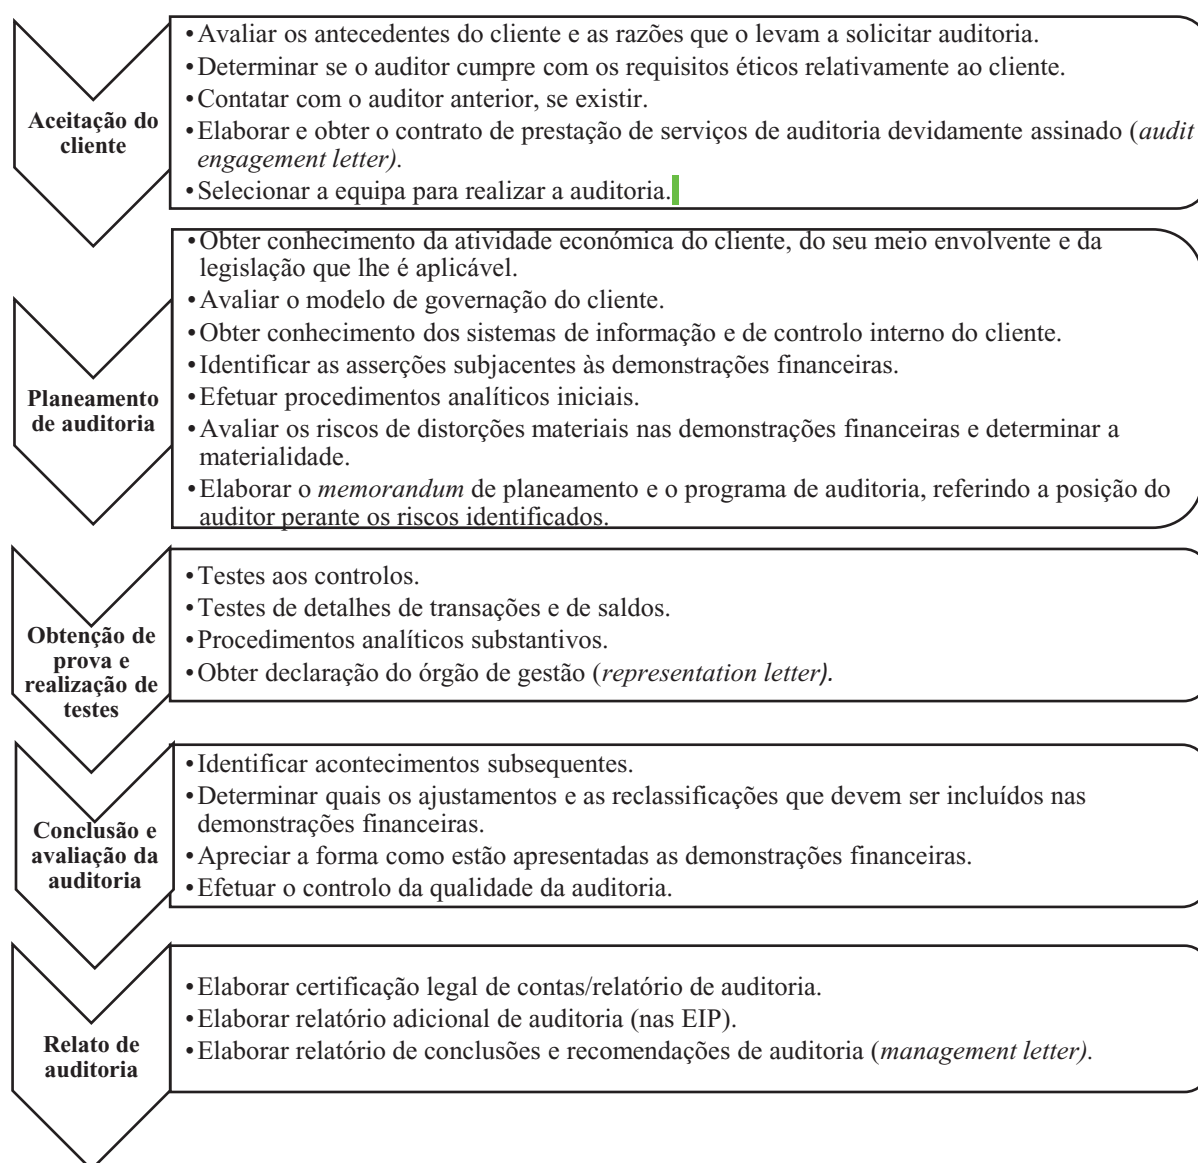 Aceitação do
cliente
•Avaliar os antecedentes do cliente e as razões que o levam a solicitar auditoria.
•Determinar se o auditor cumpre com os requisitos éticos relativamente ao cliente.
•Contatar com o auditor anterior, se existir.
•Elaborar e obter o contrato de prestação de serviços de auditoria devidamente assinado (audit
engagement letter).
•Selecionar a equipa para realizar a auditoria.
Planeamento
de auditoria
•Obter conhecimento da atividade económica do cliente, do seu meio envolvente e da
legislação que lhe é aplicável.
•Avaliar o modelo de governação do cliente.
•Obter conhecimento dos sistemas de informação e de controlo interno do cliente.
•Identificar as asserções subjacentes às demonstrações financeiras.
•Efetuar procedimentos analíticos iniciais.
•Avaliar os riscos de distorções materiais nas demonstrações financeiras e determinar a
materialidade.
•Elaborar o memorandum de planeamento e o programa de auditoria, referindo a posição do
auditor perante os riscos identificados.
Obtenção de
prova e
realização de
testes
•Testes aos controlos.
•Testes de detalhes de transações e de saldos.
•Procedimentos analíticos substantivos.
•Obter declaração do órgão de gestão (representation letter).
Conclusão e
avaliação da
auditoria
•Identificar acontecimentos subsequentes.
•Determinar quais os ajustamentos e as reclassificações que devem ser incluídos nas
demonstrações financeiras.
•Apreciar a forma como estão apresentadas as demonstrações financeiras.
•Efetuar o controlo da qualidade da auditoria.
Relato de
auditoria
•Elaborar certificação legal de contas/relatório de auditoria.
•Elaborar relatório adicional de auditoria (nas EIP).
•Elaborar relatório de conclusões e recomendações de auditoria (management letter).